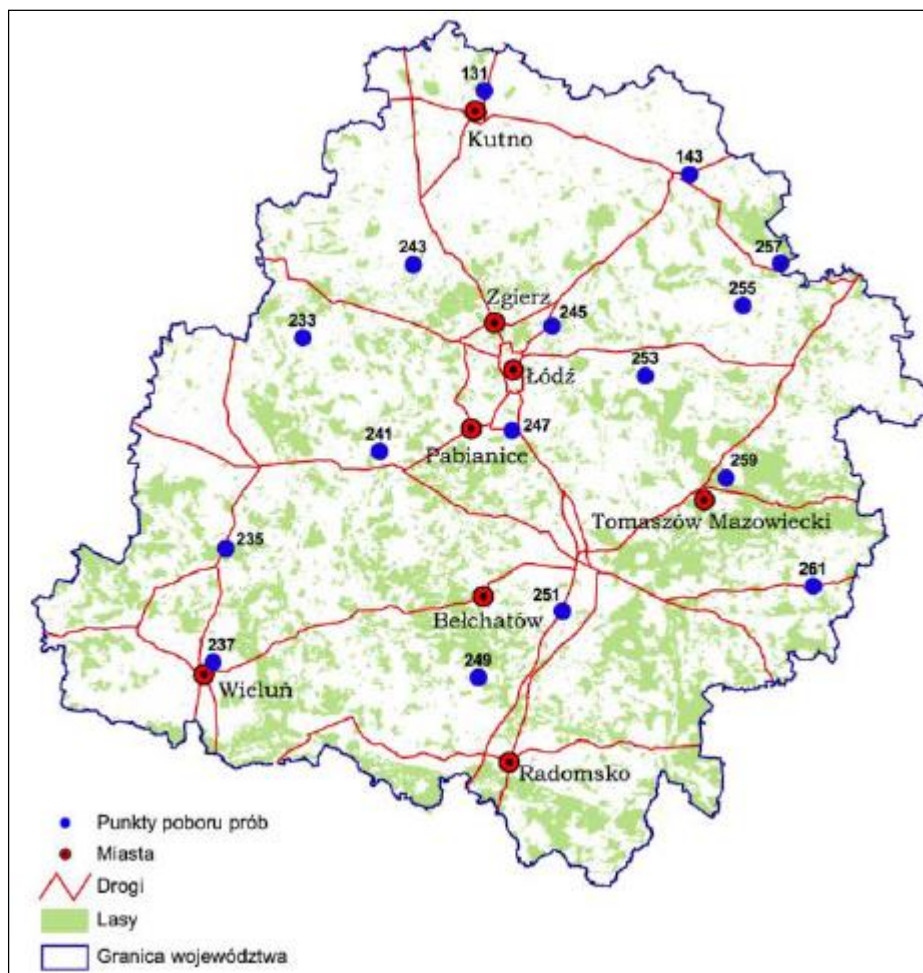 131
Kutno
143
243
257
Zgierz
255
245
233
Łódź
253
247
241
Pabianice
259
Tomaszów Mazowiecki
235
261
251
Bełchatów
237
249
Wieluń
Radomsko
Punkty poboru prób
Miasta
Drogi
Lasy
Granica województwa